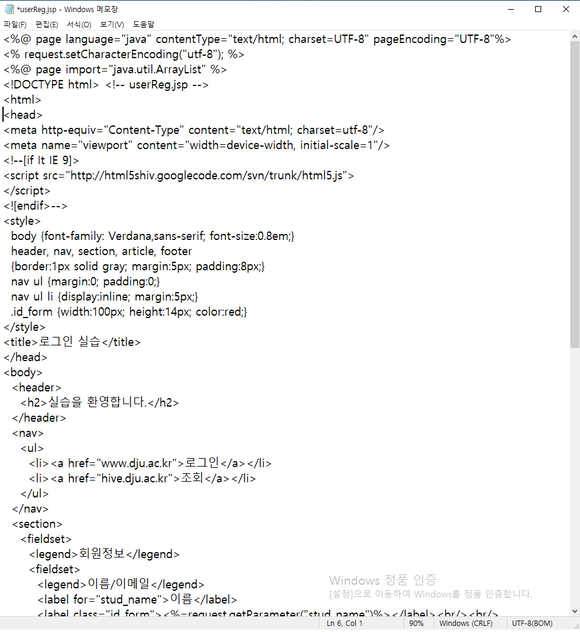 *userReg.jsp - Windows 메모장
파일(F) 편집(E) 서식(O) 보기(V) 도움말
<%@ page language="java" contentType="text/html; charset=UTF-8" pageEncoding="UTF-8"%>
<% request.setCharacterEncoding("utf-8"); %>
<%@ page import="java.util.ArrayList" %>
<!DOCTYPE html> <!-- userReg.jsp -->
<html>
<head>
<meta http-equiv="Content-Type" content="text/html; charset=utf-8"/>
<meta name="viewport" content="width=device-width, initial-scale=1"/>
<!--[if lt IE 9]>
<script src="http://html5shiv.googlecode.com/svn/trunk/html5.js">
</script>
<![endif]-->
<style>
body {font-family: Verdana,sans-serif; font-size:0.8em;}
header, nav, section, article, footer
{border:1px solid gray; margin:5px; padding:8px;}
nav ul {margin:0; padding:0;}
nav ul li {display:inline; margin:5px;}
.id_form {width:100px; height:14px; color:red;}
</style>
<title>로그인 실습</title>
</head>
<body>
<header>
<h2>실습을 환영합니다.</h2>
</header>
<nav>
<ul>
<li><a href="www.dju.ac.kr">로그인</a></li>
<li><a href="hive.dju.ac.kr">조회</a></li>
</ul>
</nav>
<section>
<fieldset>
<legend>회원정보</legend>
<fieldset>
<legend>이름/이메일</legend>
<label for="stud_name">이름</label>
<label class="id_form"><%=request.getParameter("stud_name")%></label><br/><br/>
Windows 정품 인증
[설정]으로 이동하여 Windows를 정품 인증합니다.
Ln 6, Col 1 90% Windows (CRLF) UTF-8(BOM)